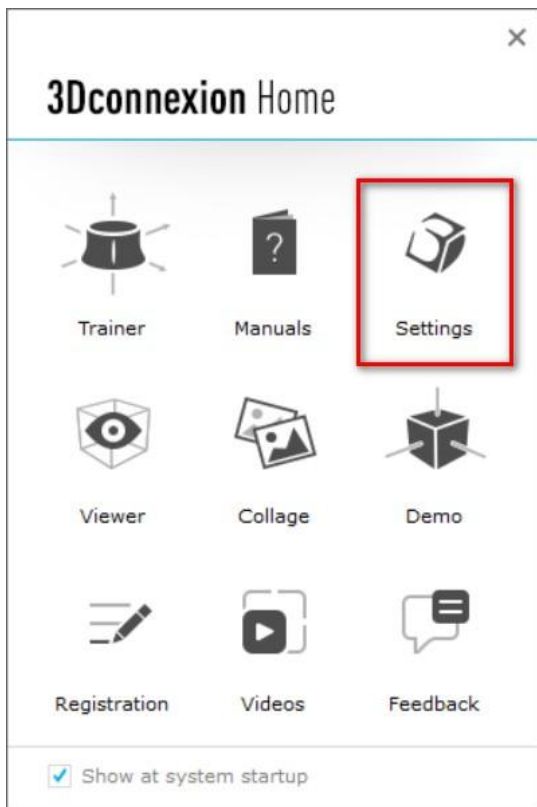 3Dconnexion Home
Trainer Manuals Settings
Viewer Collage Demo
Registration Videos Feedback
Show at system startup